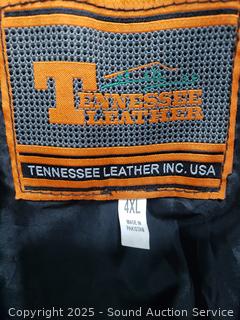 TENNESSEE
LEATHER
TENNESSEE LEATHER INC. USA
4XL
MADE IN
PAKISTAN
Copyright 2025 - Sound Auction Service